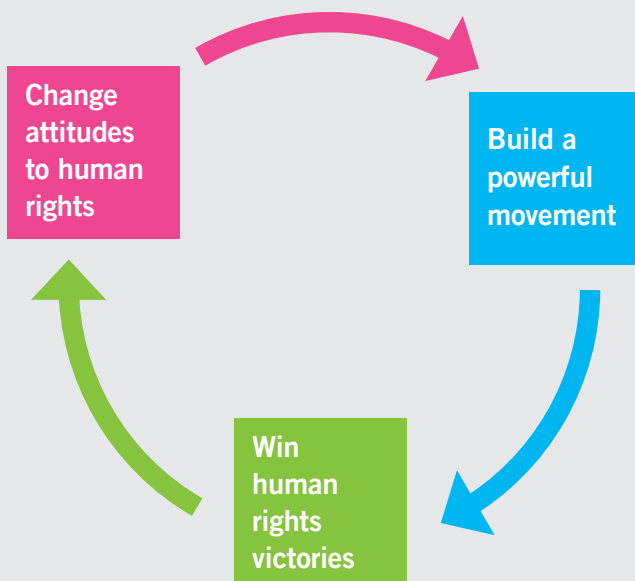 Change
attitudes
to human
rights
Build a
powerful
movement
Win
human
rights
victories